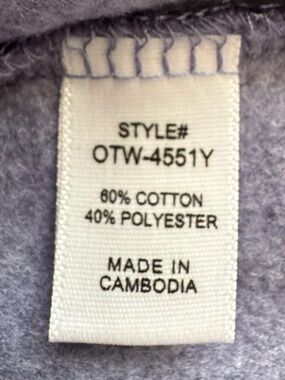 STYLE#
OTW-4551Y
60% COTTON
40% POLYESTER
MADE IN
CAMBODIA